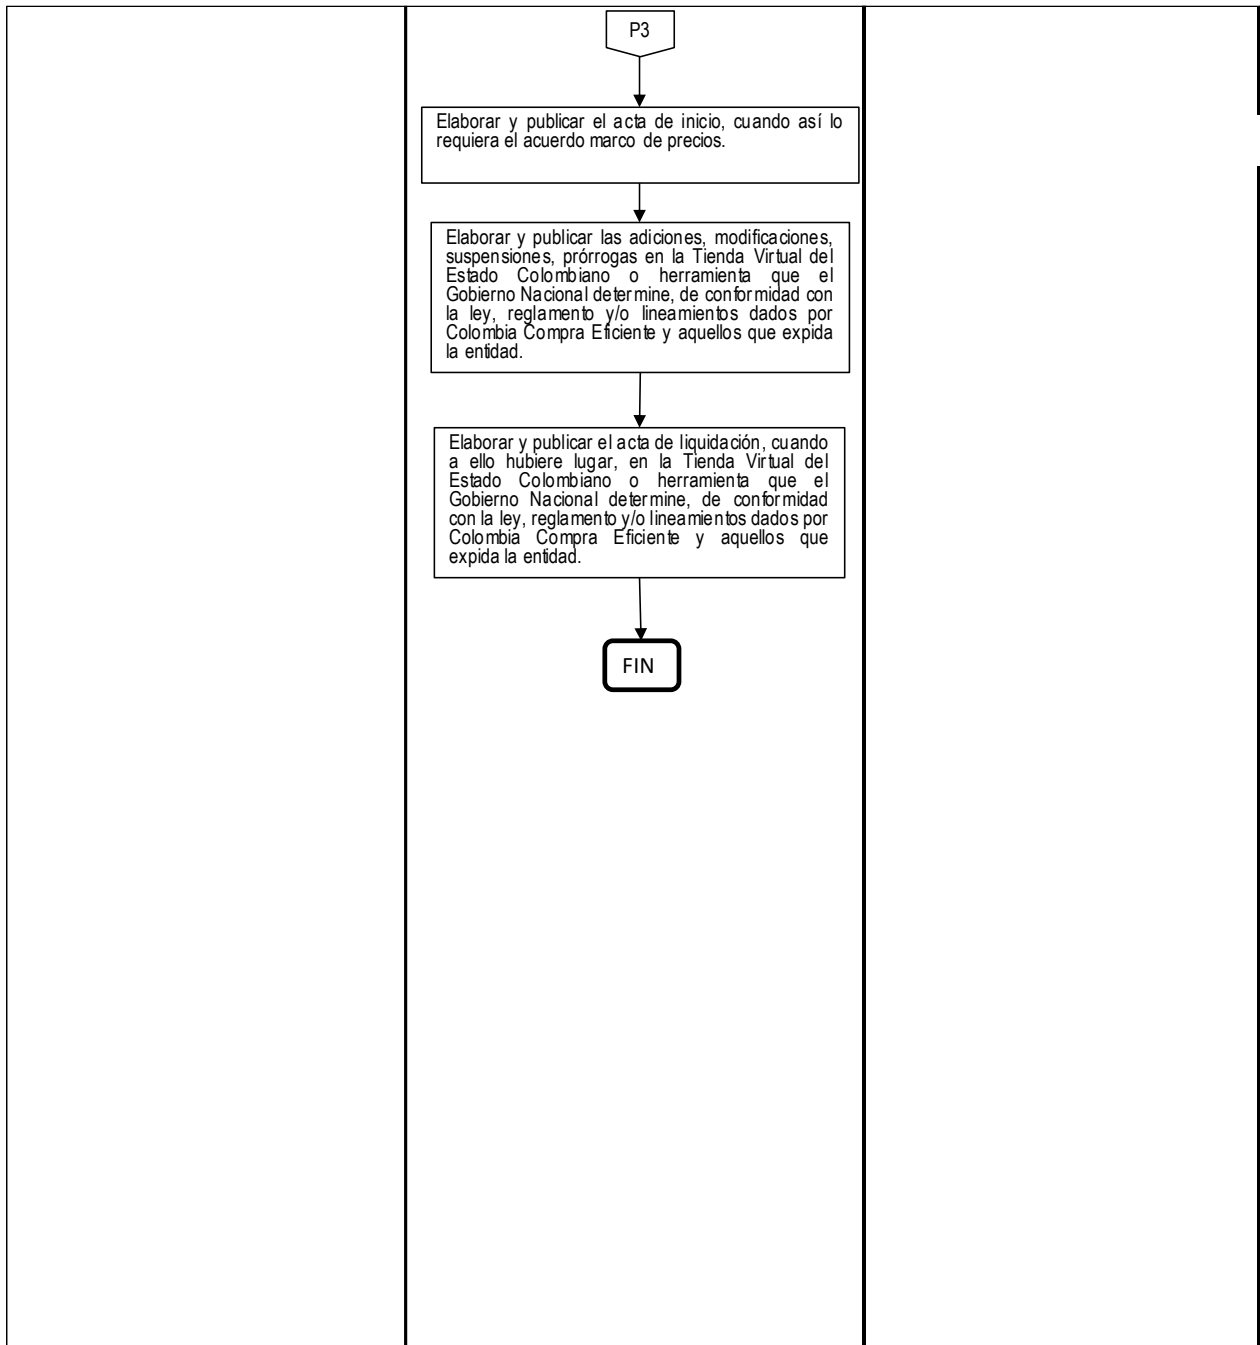 P3
Elaborar y publicar el acta de inicio, cuando así lo
requiera el acuerdo marco de precios.
Elaborar y publicar las adiciones, modificaciones,
suspensiones, prórrogas en la Tienda Virtual del
Estado Colombiano o herramienta que el
Gobierno Nacional determine, de conformidad con
la ley, reglamento y/o lineamientos dados por
Colombia Compra Eficiente y aquellos que expida
la entidad.
Elaborar y publicar el acta de liquidación, cuando
a ello hubiere lugar, en la Tienda Virtual del
Estado Colombiano o herramienta que el
Gobierno Nacional determine, de conformidad
con la ley, reglamento y/o lineamientos dados por
Colombia Compra Eficiente y aquellos que
expida la entidad.
FIN